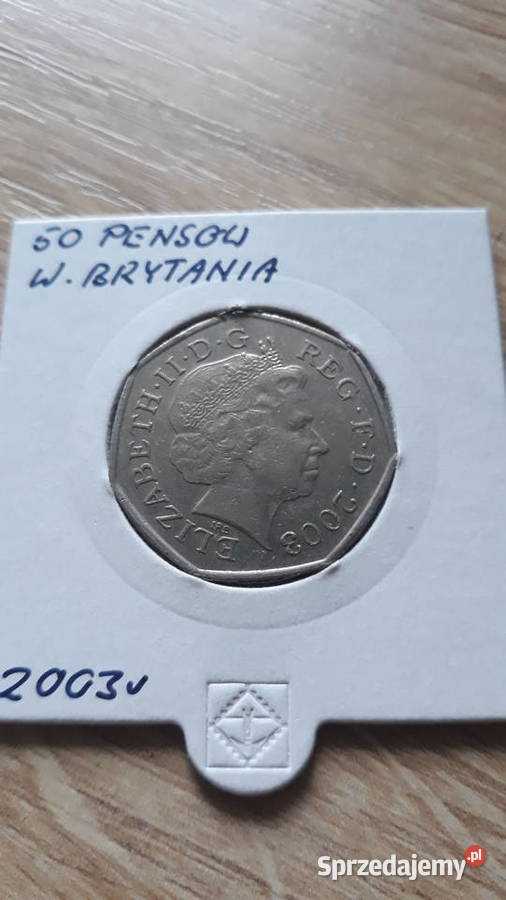 50 PENSÓW
W. BRYTANIA
ELIZABETH·II·D·G REG·F·D·2003
IRB
2003r
Sprzedajemy.pl